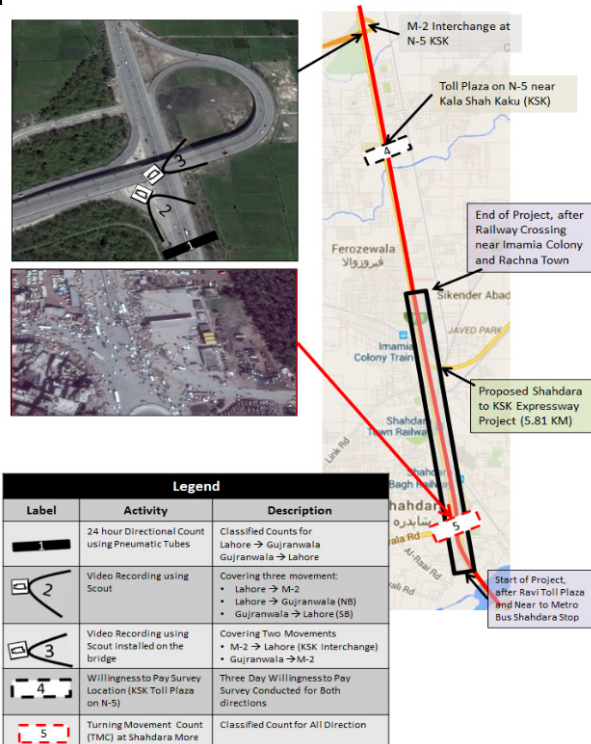 M-2 Interchange at
N-5 KSK
Toll Plaza on N-5 near
Kala Shah Kaku (KSK)
3
2
1
4
End of Project, after
Railway Crossing
near Imamia Colony
and Rachna Town
Ferozewala
فیروزوالا
Sikender Abad
JAVED PARK
Imamia
Colony Train
Proposed Shahdara
to KSK Expressway
Project (5.81 KM)
Shahdara
Town Railway
Link Rd
Shahdara
Bagh Railway
Shahdara
شاہدرہ
5
wala Rd
Al-Raai Rd
wali Rd
Start of Project,
after Ravi Toll Plaza
and Near to Metro
Bus Shahdara Stop
Legend
Label Activity Description
1 24 hour Directional Count Classified Counts for
using Pneumatic Tubes Lahore → Gujranwala
Gujranwala → Lahore
2 Video Recording using Covering three movement:
Scout • Lahore → M-2
• Lahore → Gujranwala (NB)
• Gujranwala → Lahore (SB)
3 Video Recording using Covering Two Movements
Scout installed on the • M-2 → Lahore (KSK Interchange)
bridge • Gujranwala → M-2
4 Willingness to Pay Survey Three Day Willingness to Pay
Location (KSK Toll Plaza Survey Conducted for Both
on N-5) directions
5 Turning Movement Count Classified Count for All Direction
(TMC) at Shahdara More